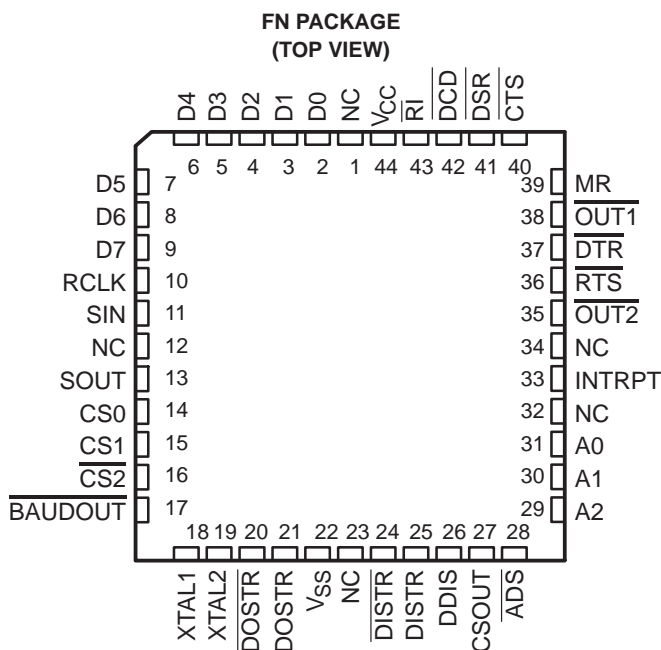 FN PACKAGE
(TOP VIEW)
D4 D3 D2 D1 D0 NC VCC RI DCD DSR CTS
6 5 4 3 2 1 44 43 42 41 40
D5 7 39 MR
D6 8 38 OUT1
D7 9 37 DTR
RCLK 10 36 RTS
SIN 11 35 OUT2
NC 12 34 NC
SOUT 13 33 INTRPT
CS0 14 32 NC
CS1 15 31 A0
CS2 16 30 A1
BAUDOUT 17 29 A2
18 19 20 21 22 23 24 25 26 27 28
XTAL1 XTAL2 DOSTR DOSTR VSS NC DISTR DISTR DDIS CSOUT ADS